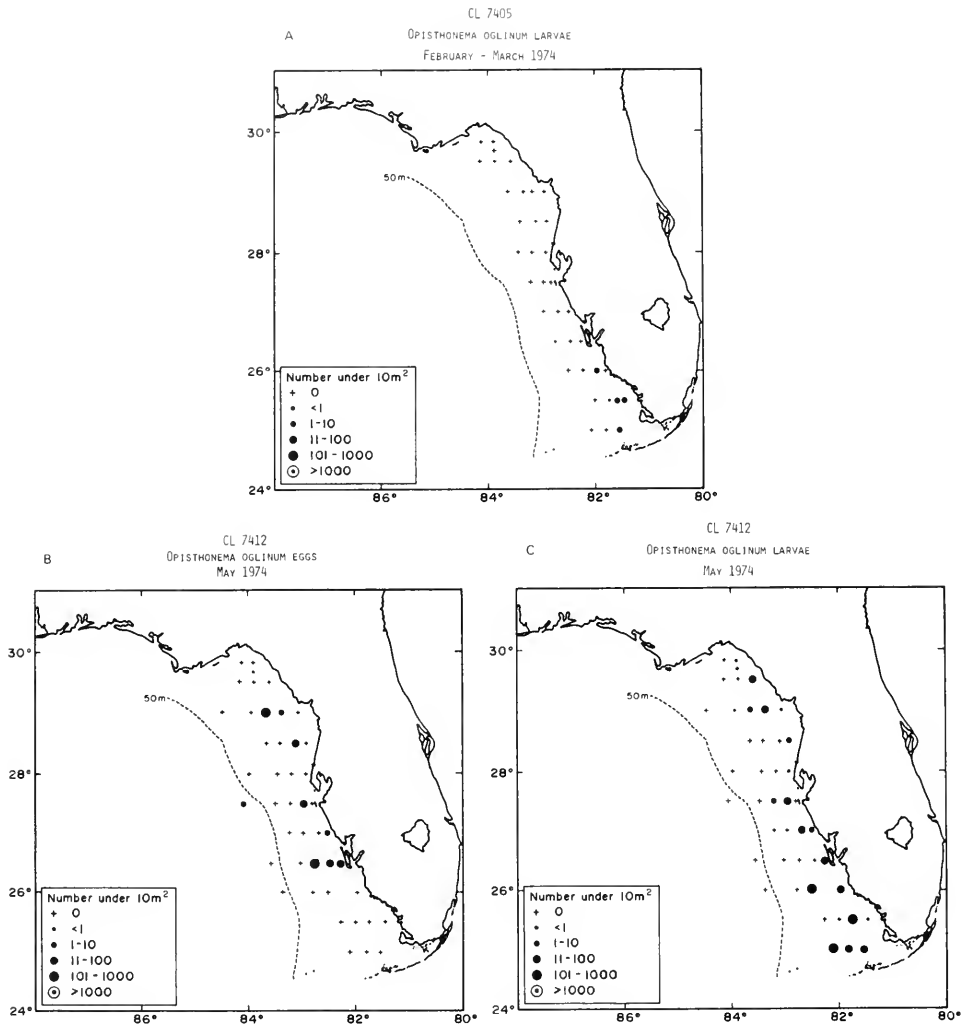 CL 7405
A
OPISTHONEMA OGLINUM LARVAE
FEBRUARY - MARCH 1974
30°
50m
28°
26°
Number under 10m²
+ 0
<1
1-10
11-100
101-1000
>1000
24°
86°
84°
82°
80°
B
CL 7412
OPISTHONEMA OGLINUM EGGS
MAY 1974
30°
50m
28°
26°
Number under 10m²
+ 0
<1
1-10
11-100
101-1000
>1000
24°
86°
84°
82°
80°
C
CL 7412
OPISTHONEMA OGLINUM LARVAE
MAY 1974
30°
50m
28°
26°
Number under 10m²
+ 0
<1
1-10
11-100
101-1000
>1000
24°
86°
84°
82°
80°